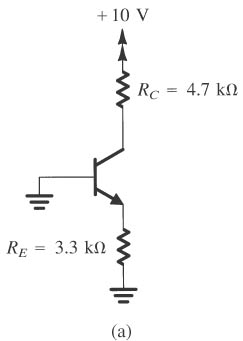 +10 V
R_C = 4.7 kΩ
R_E = 3.3 kΩ
(a)